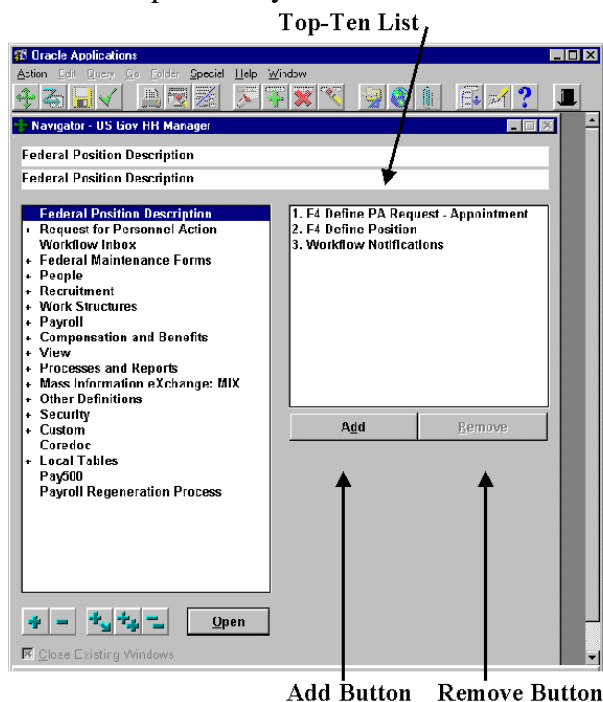 Top-Ten List
Oracle Applications
Action Edit Query Go Folder Special Help Window
Navigator - US Gov HR Manager
Federal Position Description
Federal Position Description
Federal Position Description
+ Request for Personnel Action
Workflow Inbox
+ Federal Maintenance Forms
+ People
+ Recruitment
+ Work Structures
+ Payroll
+ Compensation and Benefits
+ View
+ Processes and Reports
+ Mass Information eXchange: MIX
+ Other Definitions
+ Security
+ Custom
Coredoc
+ Local Tables
Pay500
Payroll Regeneration Process
1. F4 Define PA Request - Appointment
2. F4 Define Position
3. Workflow Notifications
Add Remove
Open
Close Existing Windows
Add Button Remove Button